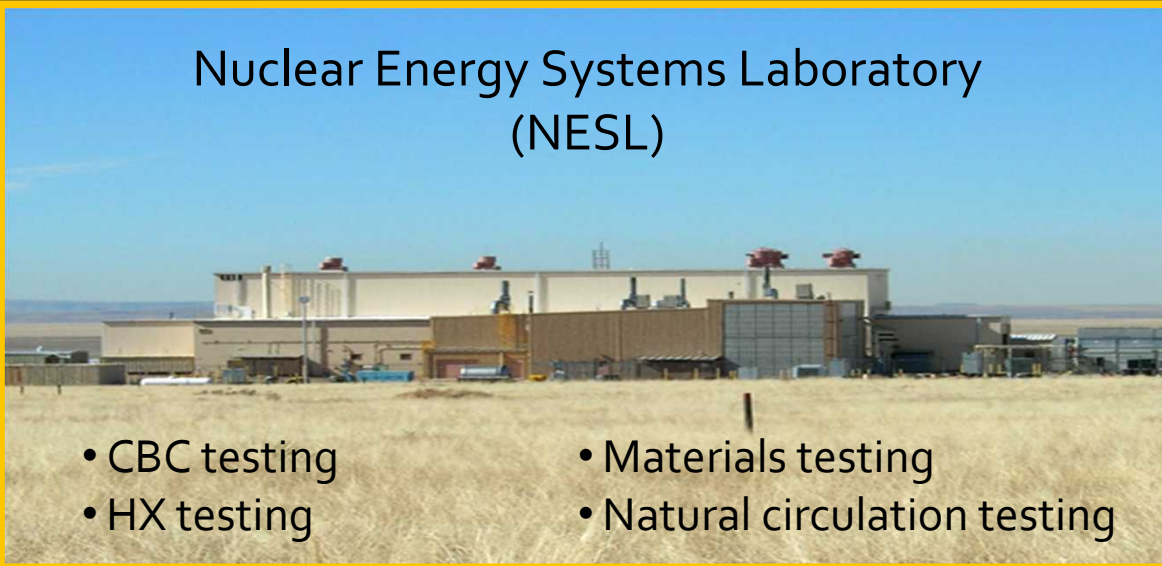 Nuclear Energy Systems Laboratory
(NESL)
• CBC testing
• HX testing
• Materials testing
• Natural circulation testing